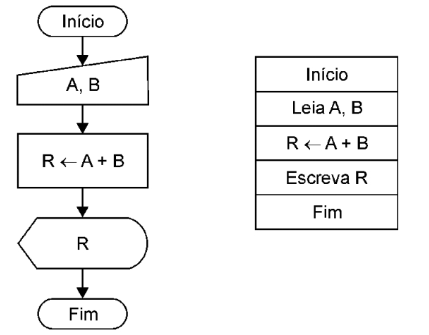 Início
A, B
R ← A + B
R
Fim
Início
Leia A, B
R ← A + B
Escreva R
Fim